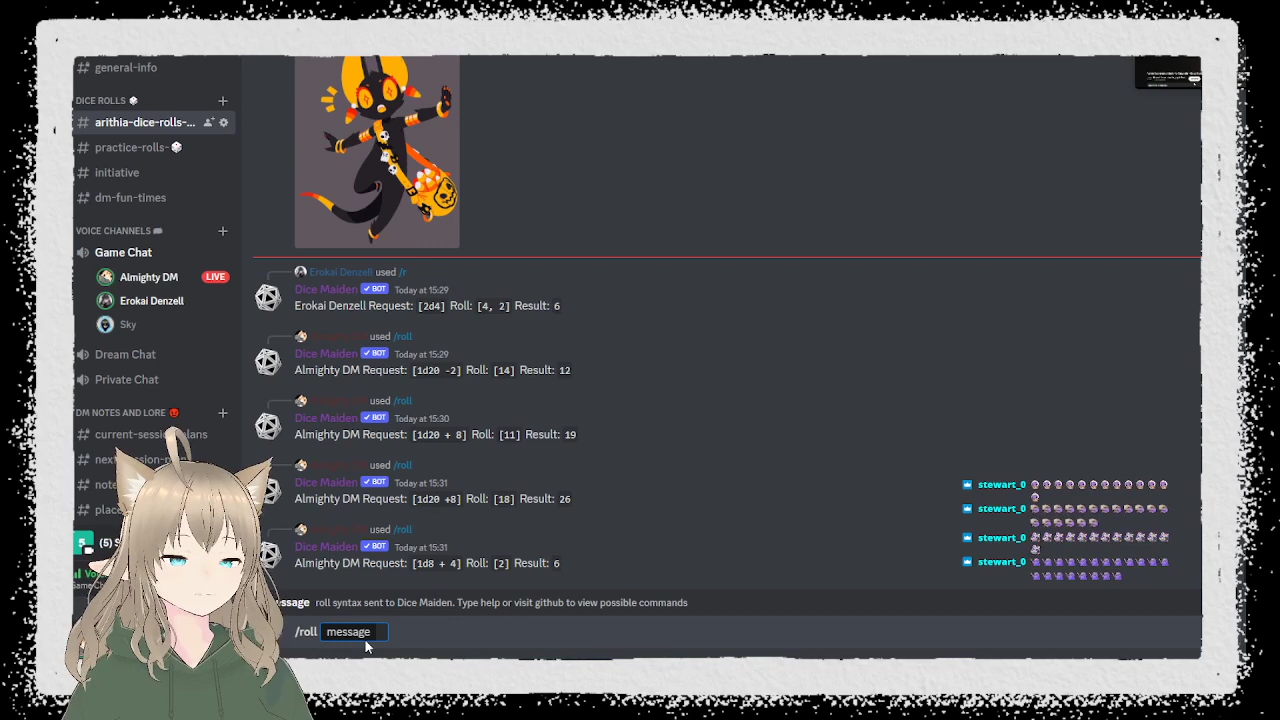 general-info
DICE ROLLS
arithia-dice-rolls-...
practice-rolls-
initiative
dm-fun-times
VOICE CHANNELS
Game Chat
Almighty DM LIVE
Erokai Denzell
Sky
Dream Chat
Private Chat
DM NOTES AND LORE
current-session-plans
Erokai Denzell used /r
Dice Maiden ✔ BOT Today at 15:29
Erokai Denzell Request: [2d4] Roll: [4, 2] Result: 6
used /roll
Dice Maiden ✔ BOT Today at 15:29
Almighty DM Request: [1d20 -2] Roll: [14] Result: 12
used /roll
Dice Maiden ✔ BOT Today at 15:30
Almighty DM Request: [1d20 + 8] Roll: [11] Result: 19
used /roll
Dice Maiden ✔ BOT Today at 15:31
Almighty DM Request: [1d20 +8] Roll: [18] Result: 26
used /roll
Dice Maiden ✔ BOT Today at 15:31
Almighty DM Request: [1d8 + 4] Roll: [2] Result: 6
stewart_0
stewart_0
stewart_0
stewart_0
roll syntax sent to Dice Maiden. Type help or visit github to view possible commands
/roll message